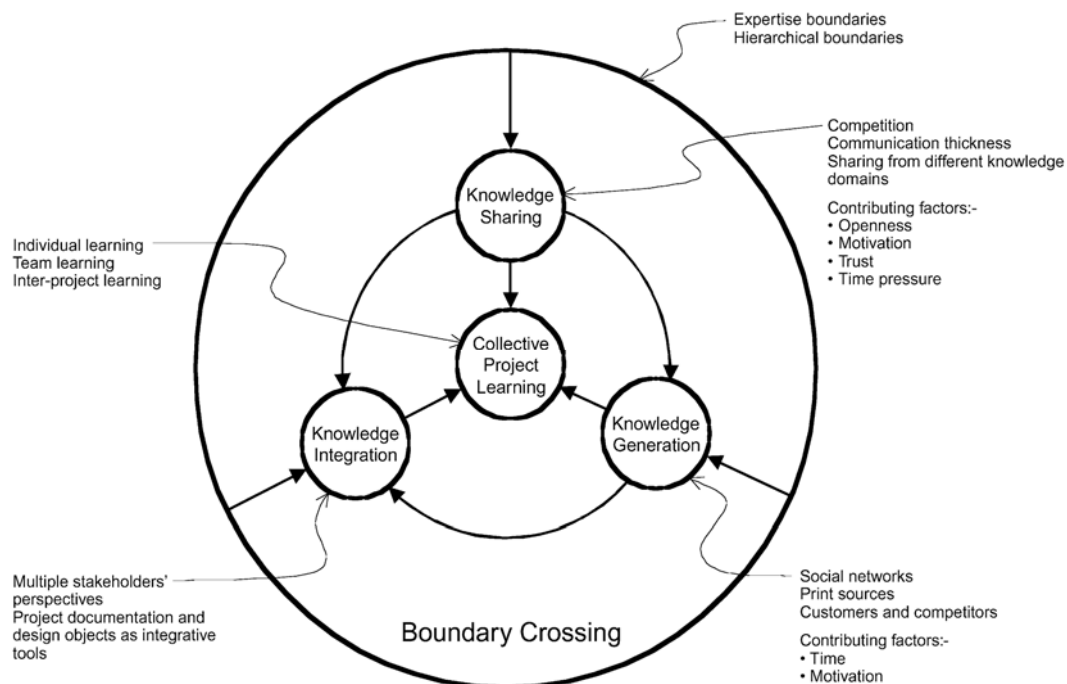 Expertise boundaries
Hierarchical boundaries
Competition
Communication thickness
Sharing from different knowledge
domains
Contributing factors:-
• Openness
• Motivation
• Trust
• Time pressure
Knowledge
Sharing
Individual learning
Team learning
Inter-project learning
Collective
Project
Learning
Knowledge
Integration
Knowledge
Generation
Multiple stakeholders'
perspectives
Project documentation and
design objects as integrative
tools
Social networks
Print sources
Customers and competitors
Contributing factors:-
• Time
• Motivation
Boundary Crossing